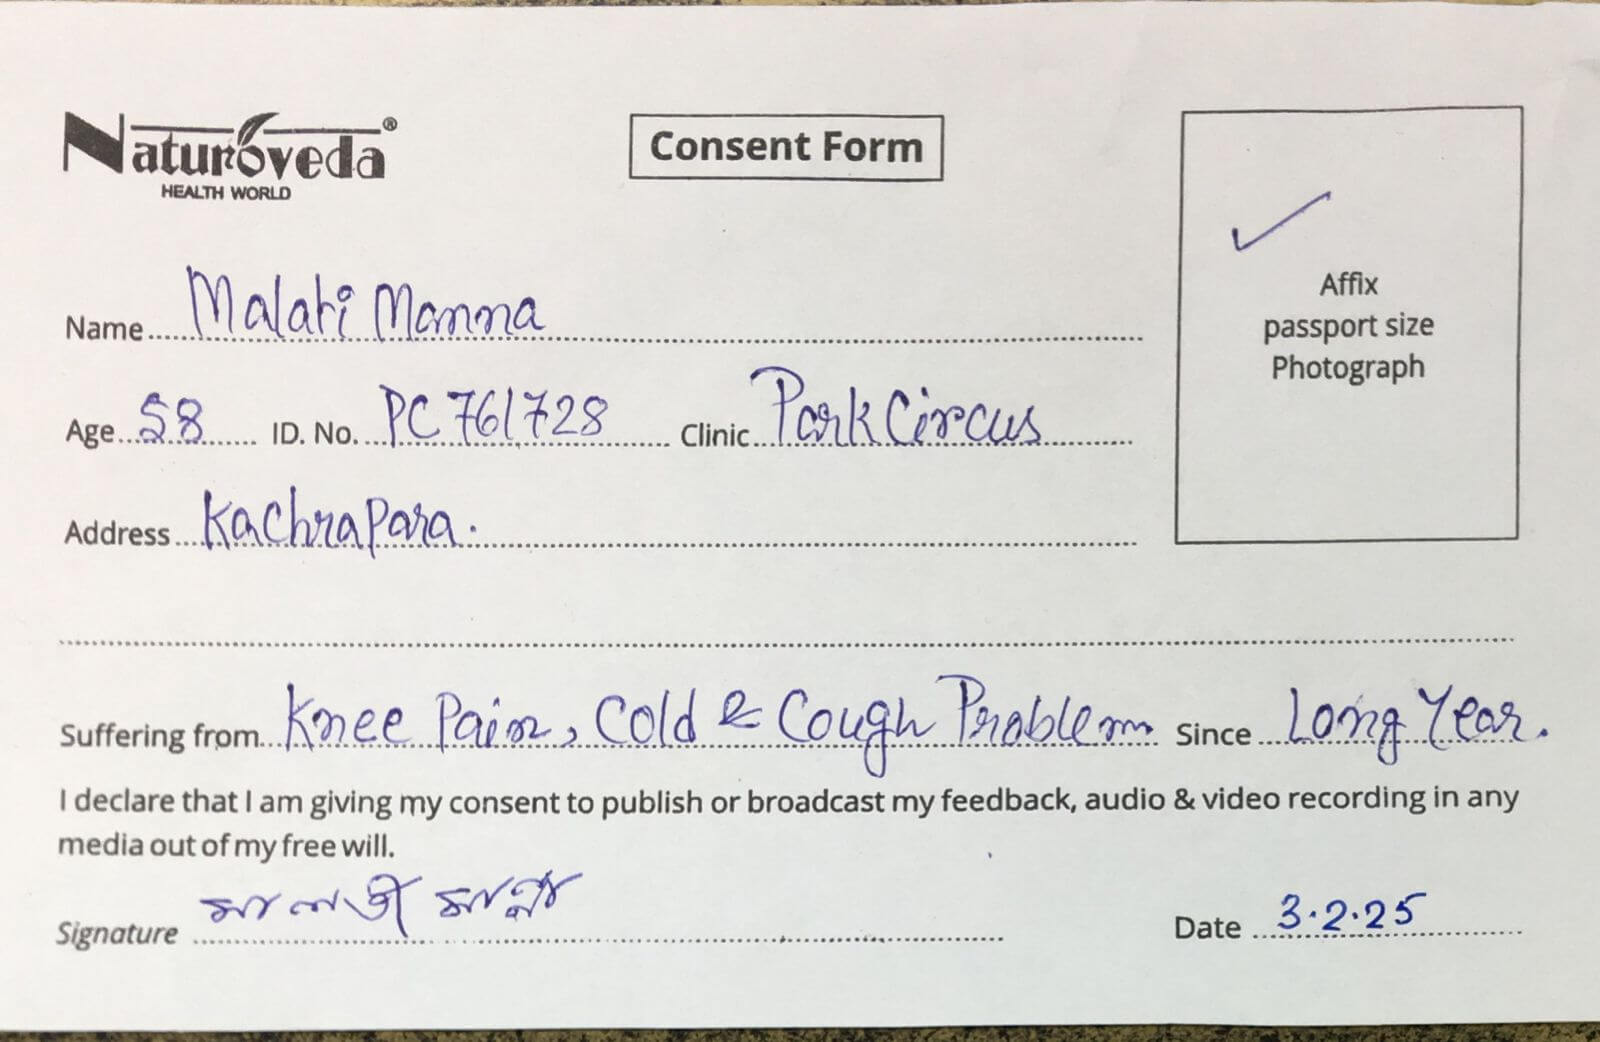 Naturoveda®
HEALTH WORLD
Consent Form
Affix
passport size
Photograph
Name Malati Manna
Age 58 ID. No. PC 761728 Clinic Park Circus
Address Kachrapara.
Suffering from Knee Pain, Cold & Cough Problem Since Long Year.
I declare that I am giving my consent to publish or broadcast my feedback, audio & video recording in any
media out of my free will.
Signature মালতী মান্না
Date 3.2.25